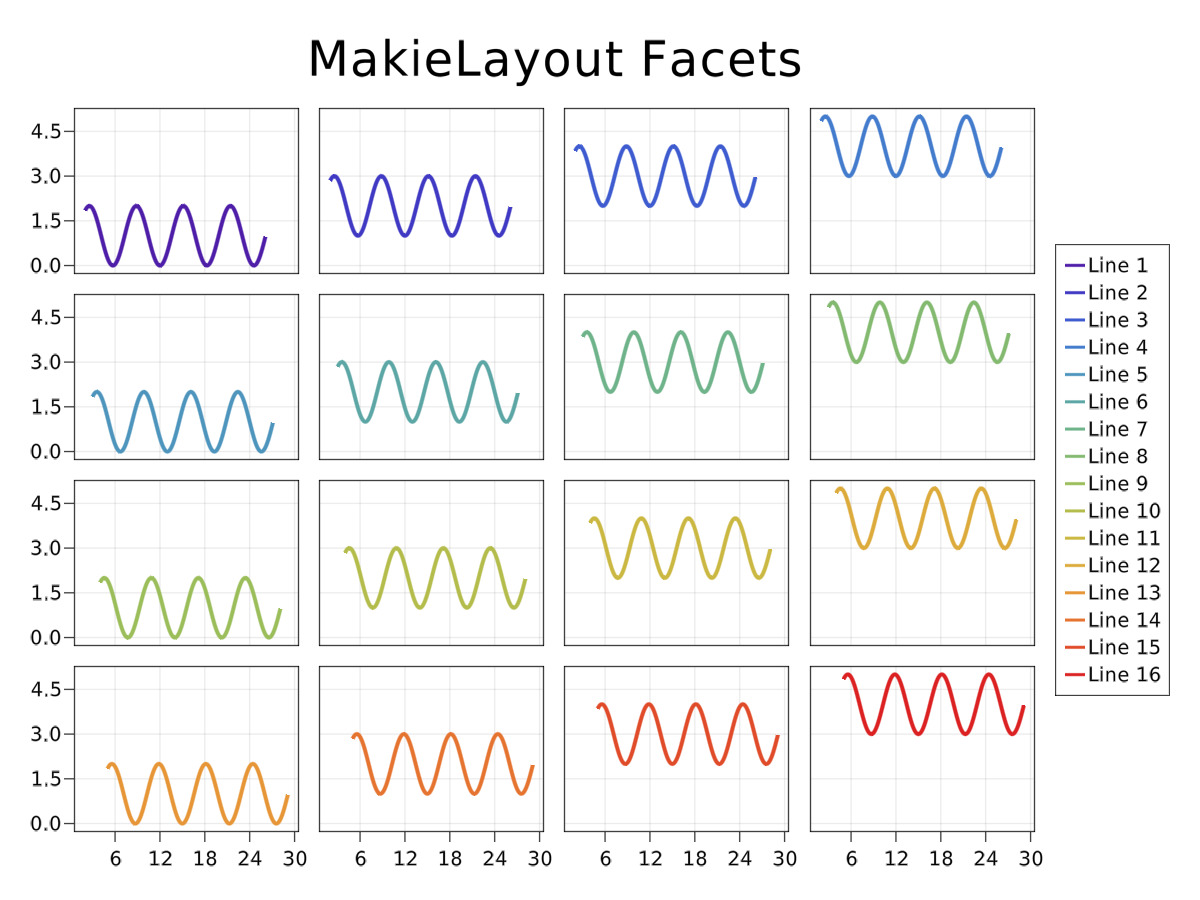 MakieLayout Facets
4.5
3.0
1.5
0.0
4.5
3.0
1.5
0.0
4.5
3.0
1.5
0.0
4.5
3.0
1.5
0.0
6 12 18 24 30 6 12 18 24 30 6 12 18 24 30 6 12 18 24 30
Line 1
Line 2
Line 3
Line 4
Line 5
Line 6
Line 7
Line 8
Line 9
Line 10
Line 11
Line 12
Line 13
Line 14
Line 15
Line 16